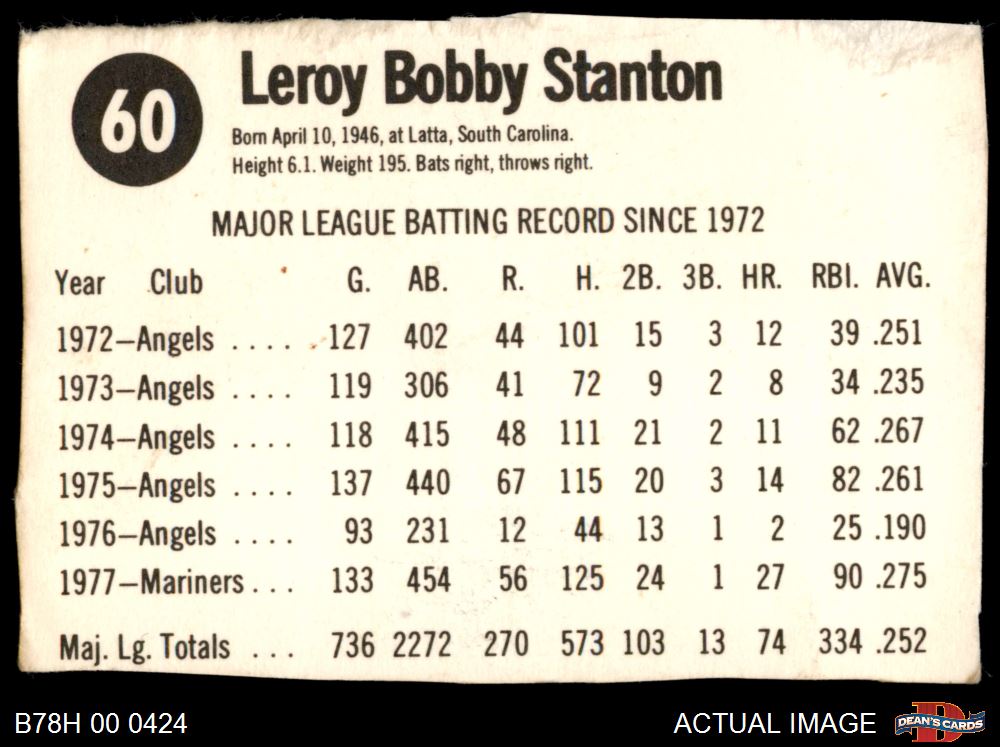 60
Leroy Bobby Stanton
Born April 10, 1946, at Latta, South Carolina.
Height 6.1. Weight 195. Bats right, throws right.
MAJOR LEAGUE BATTING RECORD SINCE 1972
Year Club G. AB. R. H. 2B. 3B. HR. RBI. AVG.
1972—Angels .... 127 402 44 101 15 3 12 39 .251
1973—Angels .... 119 306 41 72 9 2 8 34 .235
1974—Angels .... 118 415 48 111 21 2 11 62 .267
1975—Angels .... 137 440 67 115 20 3 14 82 .261
1976—Angels .... 93 231 12 44 13 1 2 25 .190
1977—Mariners ... 133 454 56 125 24 1 27 90 .275
Maj. Lg. Totals ... 736 2272 270 573 103 13 74 334 .252
B78H 00 0424 ACTUAL IMAGE D DEAN'S CARDS